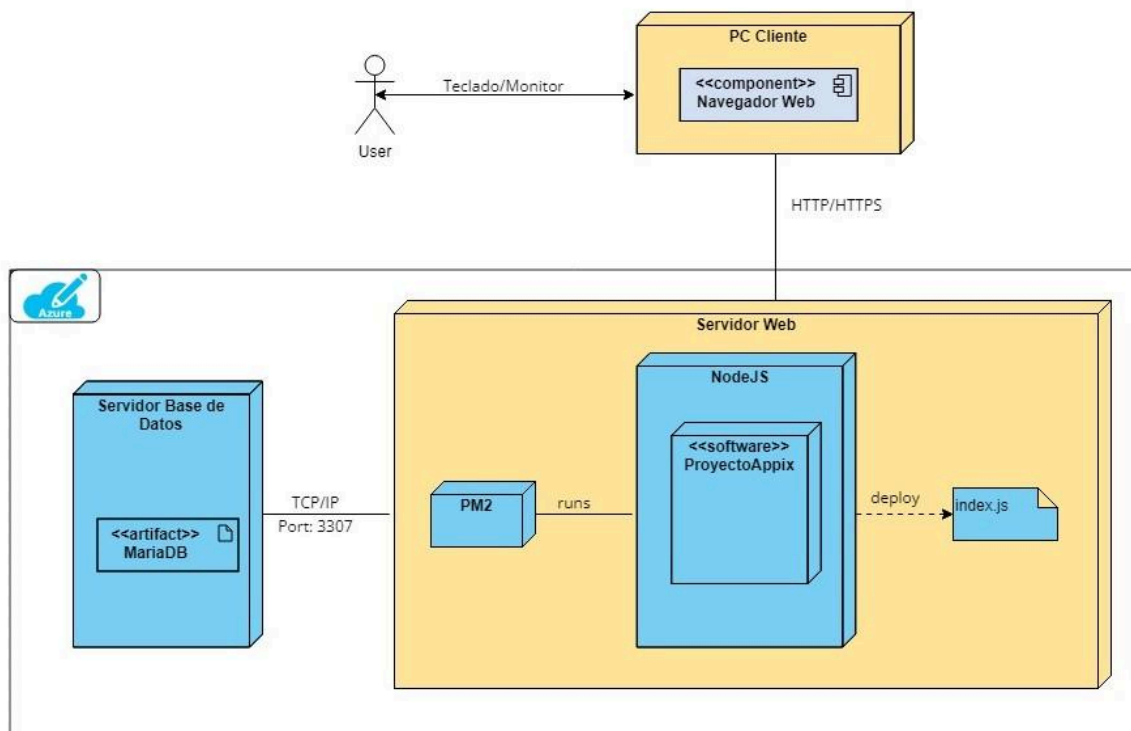 PC Cliente
<<component>>
Navegador Web
Teclado/Monitor
User
HTTP/HTTPS
Azure
Servidor Web
NodeJS
Servidor Base de
Datos
<<software>>
ProyectoAppix
TCP/IP
Port: 3307
PM2
runs
deploy
index.js
<<artifact>>
MariaDB